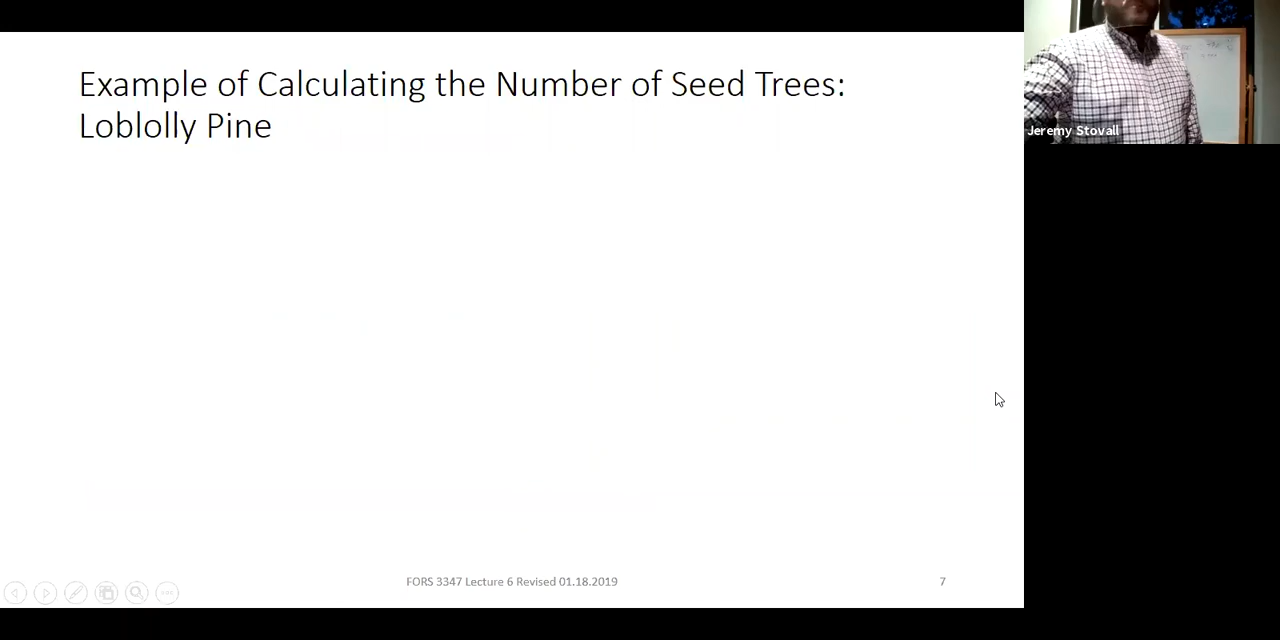 Example of Calculating the Number of Seed Trees:
Loblolly Pine
Jeremy Stovall
FORS 3347 Lecture 6 Revised 01.18.2019
7